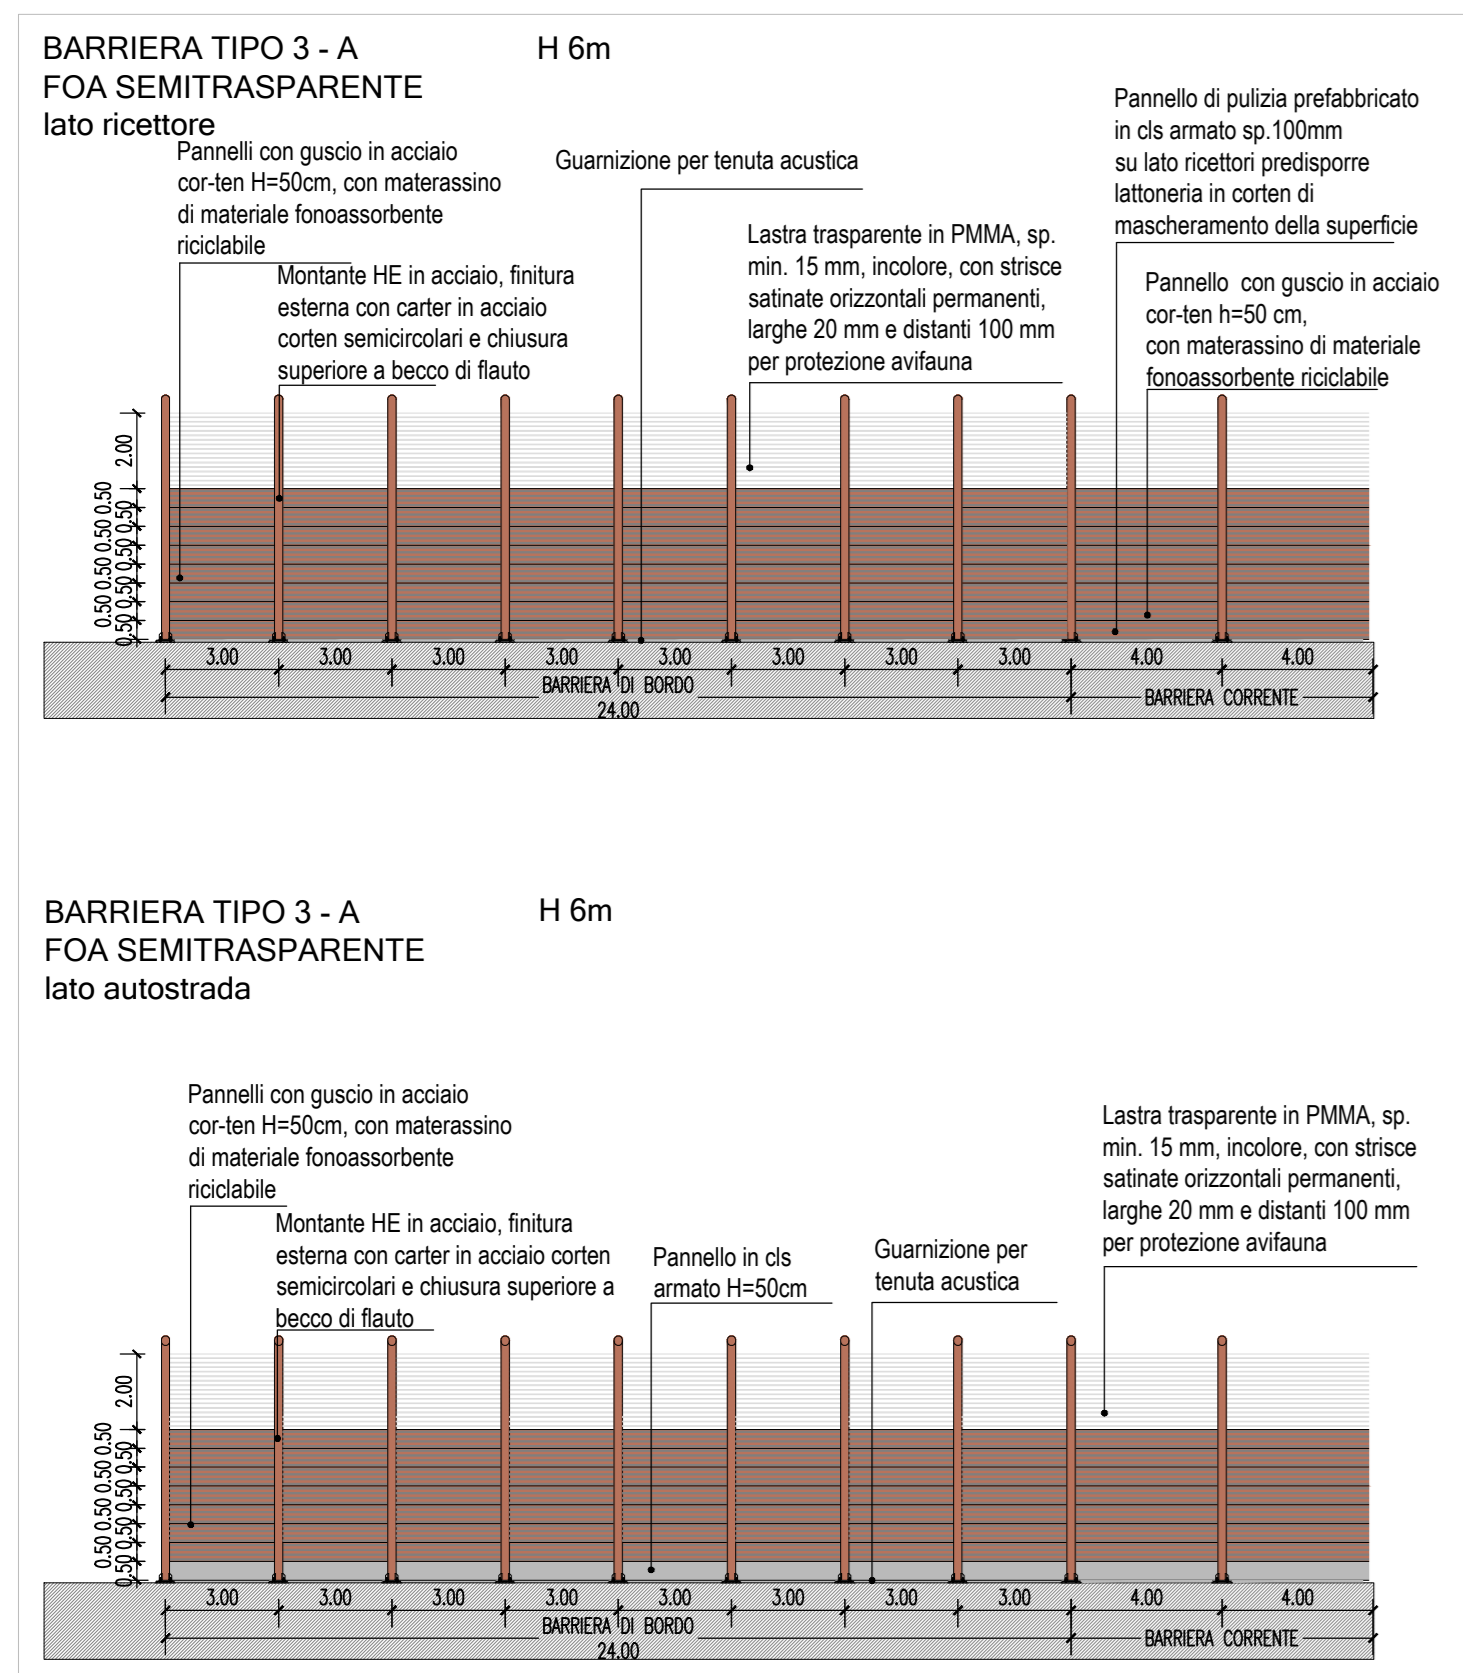 BARRIERA TIPO 3 - A
H 6m
FOA SEMITRASPARENTE
lato ricettore
Pannelli con guscio in acciaio
cor-ten H=50cm, con materassino
di materiale fonoassorbente
riciclabile
Montante HE in acciaio, finitura
esterna con carter in acciaio
corten semicircolari e chiusura
superiore a becco di flauto
Guarnizione per tenuta acustica
Lastra trasparente in PMMA, sp.
min. 15 mm, incolore, con strisce
satinate orizzontali permanenti,
larghe 20 mm e distanti 100 mm
per protezione avifauna
Pannello di pulizia prefabbricato
in cls armato sp.100mm
su lato ricettori predisporre
lattoneria in corten di
mascheramento della superficie
Pannello  con guscio in acciaio
cor-ten h=50 cm,
con materassino di materiale
fonoassorbente riciclabile
2.00
0.50
0.50
0.50
0.50
0.50
0.50
0.50
0.50
3.00
3.00
3.00
3.00
3.00
3.00
3.00
3.00
4.00
4.00
BARRIERA DI BORDO
24.00
BARRIERA CORRENTE
BARRIERA TIPO 3 - A
H 6m
FOA SEMITRASPARENTE
lato autostrada
Pannelli con guscio in acciaio
cor-ten H=50cm, con materassino
di materiale fonoassorbente
riciclabile
Montante HE in acciaio, finitura
esterna con carter in acciaio corten
semicircolari e chiusura superiore a
becco di flauto
Pannello in cls
armato H=50cm
Guarnizione per
tenuta acustica
Lastra trasparente in PMMA, sp.
min. 15 mm, incolore, con strisce
satinate orizzontali permanenti,
larghe 20 mm e distanti 100 mm
per protezione avifauna
2.00
0.50
0.50
0.50
0.50
0.50
0.50
0.50
0.50
3.00
3.00
3.00
3.00
3.00
3.00
3.00
3.00
4.00
4.00
BARRIERA DI BORDO
24.00
BARRIERA CORRENTE